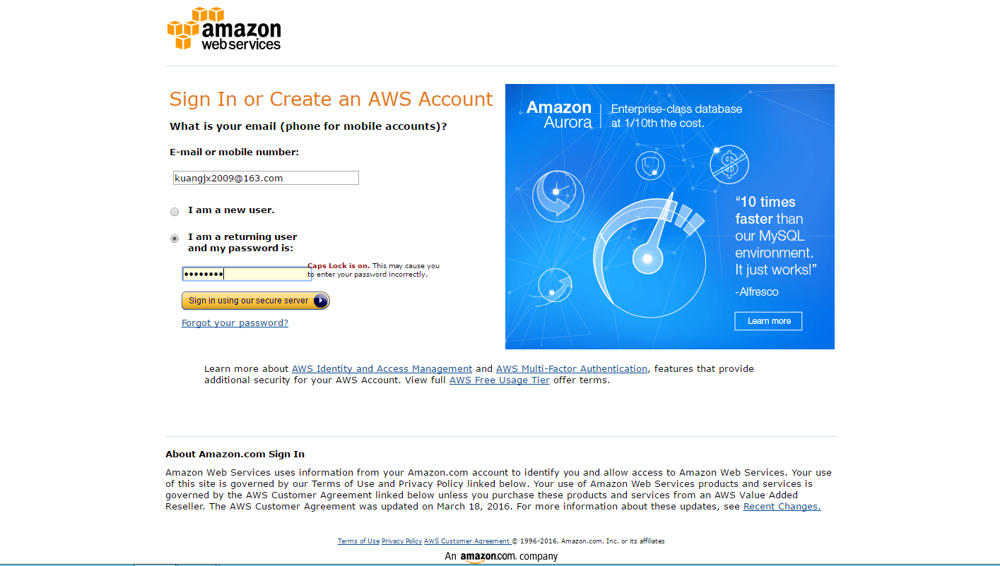 amazon
web services
Sign In or Create an AWS Account
What is your email (phone for mobile accounts)?
E-mail or mobile number:
kuangjx2009@163.com
I am a new user.
I am a returning user
and my password is:
••••••••
Caps Lock is on. This may cause you
to enter your password incorrectly.
Sign in using our secure server
Forgot your password?
Amazon
Aurora
Enterprise-class database
at 1/10th the cost.
“10 times
faster than
our MySQL
environment.
It just works!”
-Alfresco
Learn more
Learn more about AWS Identity and Access Management and AWS Multi-Factor Authentication, features that provide
additional security for your AWS Account. View full AWS Free Usage Tier offer terms.
About Amazon.com Sign In
Amazon Web Services uses information from your Amazon.com account to identify you and allow access to Amazon Web Services. Your use
of this site is governed by our Terms of Use and Privacy Policy linked below. Your use of Amazon Web Services products and services is
governed by the AWS Customer Agreement linked below unless you purchase these products and services from an AWS Value Added
Reseller. The AWS Customer Agreement was updated on March 18, 2016. For more information about these updates, see Recent Changes.
Terms of Use Privacy Policy AWS Customer Agreement © 1996-2016, Amazon.com, Inc. or its affiliates
An amazon.com company